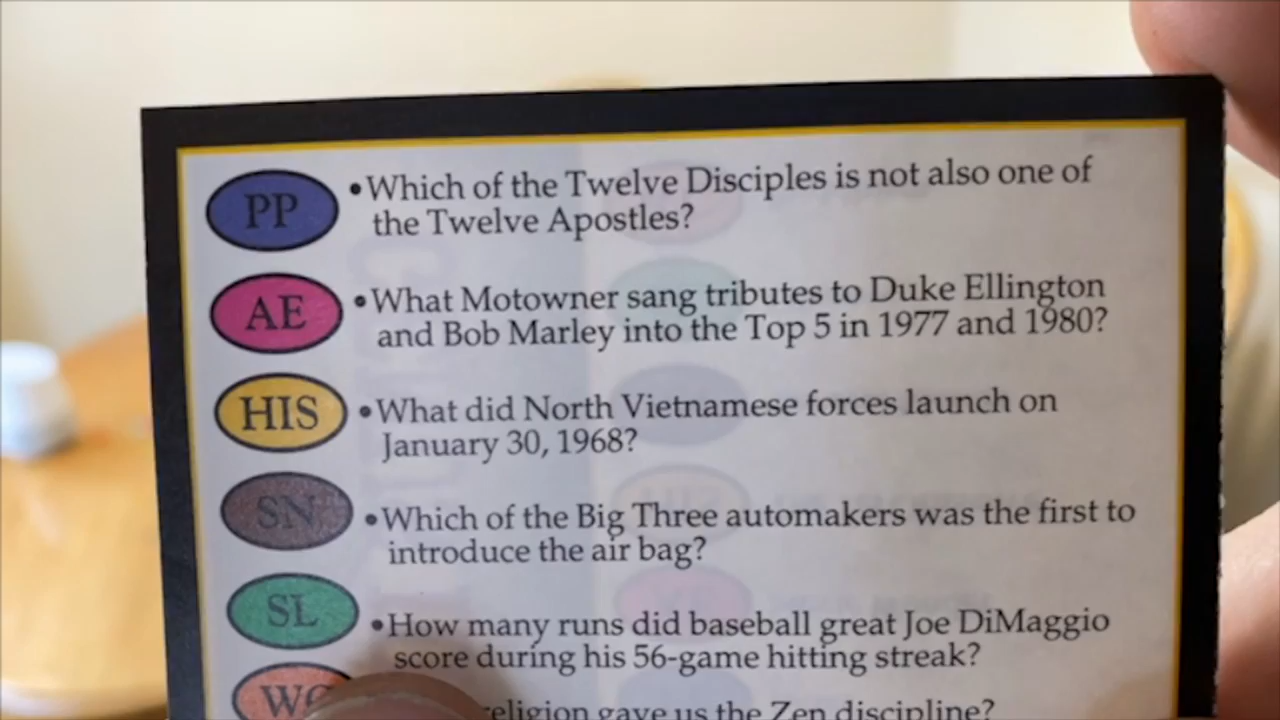 PP •Which of the Twelve Disciples is not also one of
the Twelve Apostles?
AE •What Motowner sang tributes to Duke Ellington
and Bob Marley into the Top 5 in 1977 and 1980?
HIS •What did North Vietnamese forces launch on
January 30, 1968?
SN •Which of the Big Three automakers was the first to
introduce the air bag?
SL •How many runs did baseball great Joe DiMaggio
score during his 56-game hitting streak?
gave us the Zen discipline?